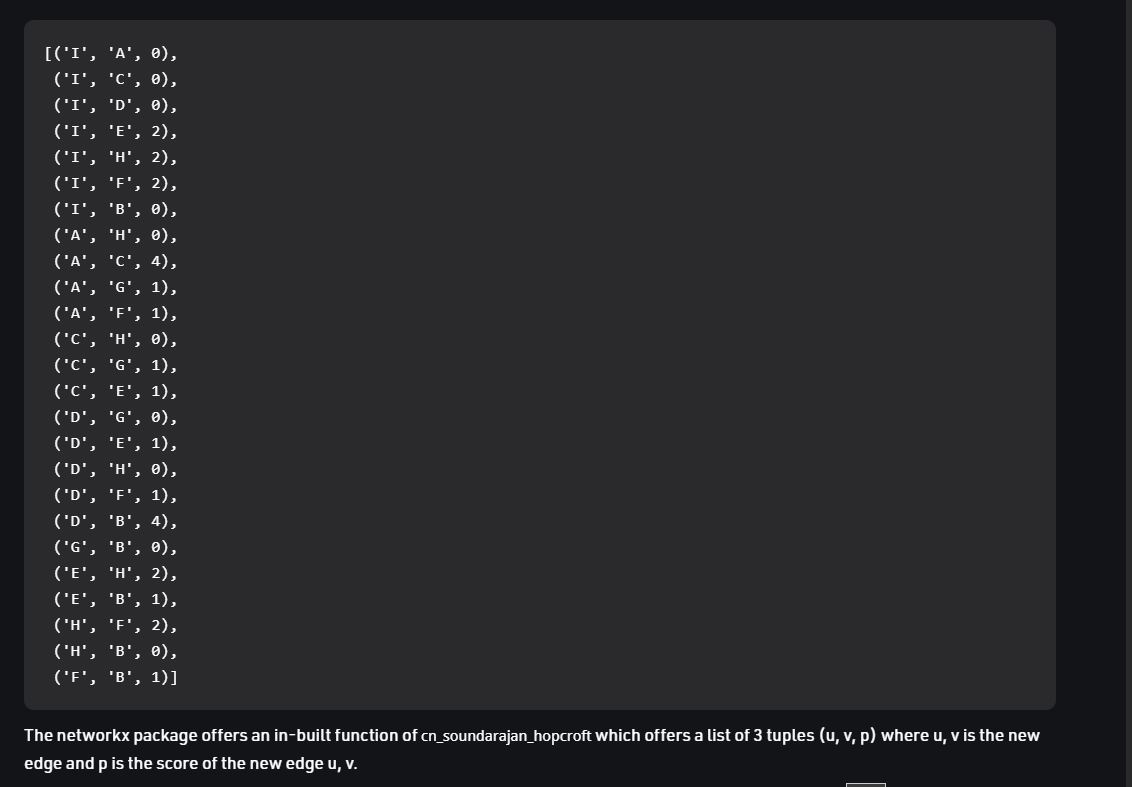 [('I', 'A', 0),
('I', 'C', 0),
('I', 'D', 0),
('I', 'E', 2),
('I', 'H', 2),
('I', 'F', 2),
('I', 'B', 0),
('A', 'H', 0),
('A', 'C', 4),
('A', 'G', 1),
('A', 'F', 1),
('C', 'H', 0),
('C', 'G', 1),
('C', 'E', 1),
('D', 'G', 0),
('D', 'E', 1),
('D', 'H', 0),
('D', 'F', 1),
('D', 'B', 4),
('G', 'B', 0),
('E', 'H', 2),
('E', 'B', 1),
('H', 'F', 2),
('H', 'B', 0),
('F', 'B', 1)]
The networkx package offers an in-built function of cn_soundarajan_hopcroft which offers a list of 3 tuples (u, v, p) where u, v is the new
edge and p is the score of the new edge u, v.